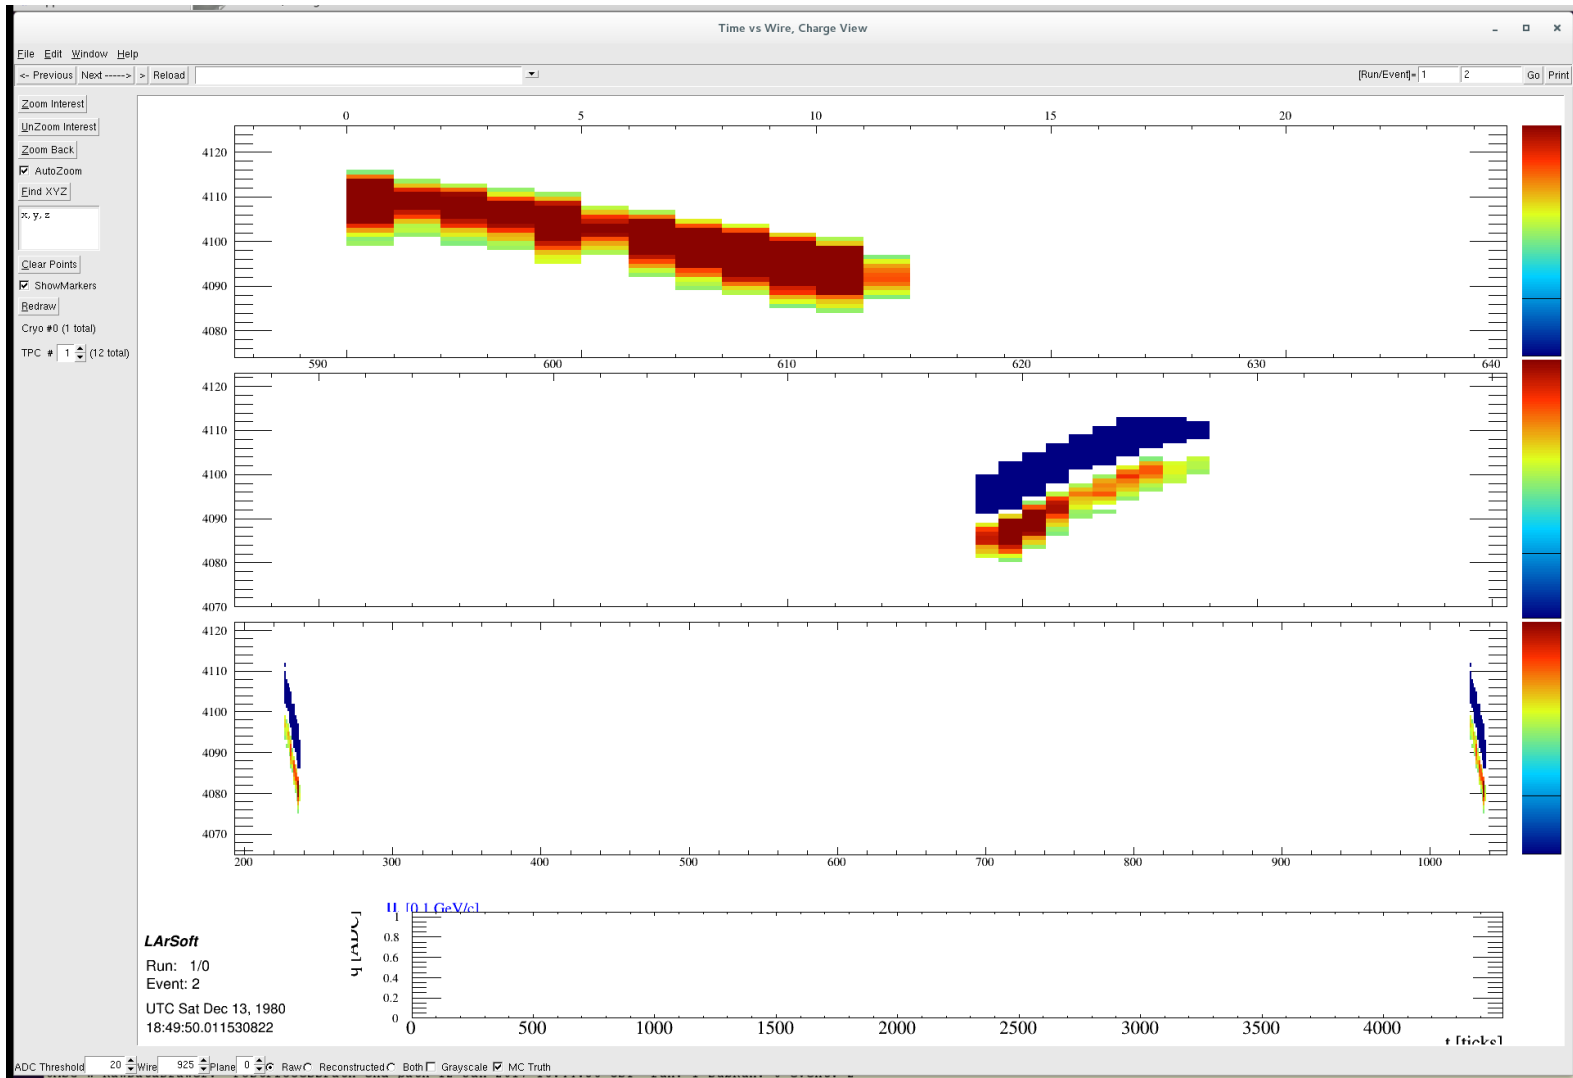 Time vs Wire, Charge View
File Edit Window Help
<- Previous Next -----> > Reload [Run/Event]= 1 2 Go Print
Zoom Interest
UnZoom Interest
Zoom Back
AutoZoom
Find XYZ
x, y, z
Clear Points
ShowMarkers
Redraw
Cryo #0 (1 total)
TPC # 1 (12 total)
0 5 10 15 20
4120
4110
4100
4090
4080
590 600 610 620 630 640
4120
4110
4100
4090
4080
4070
4120
4110
4100
4090
4080
4070
200 300 400 500 600 700 800 900 1000
[0.1 GeV/c]
q [ADC]
1
0.8
0.6
0.4
0.2
0
0 500 1000 1500 2000 2500 3000 3500 4000
t [ticks]
LArSoft
Run: 1/0
Event: 2
UTC Sat Dec 13, 1980
18:49:50.011530822
ADC Threshold 20 Wire 925 Plane 0 Raw Reconstructed Both Grayscale MC Truth